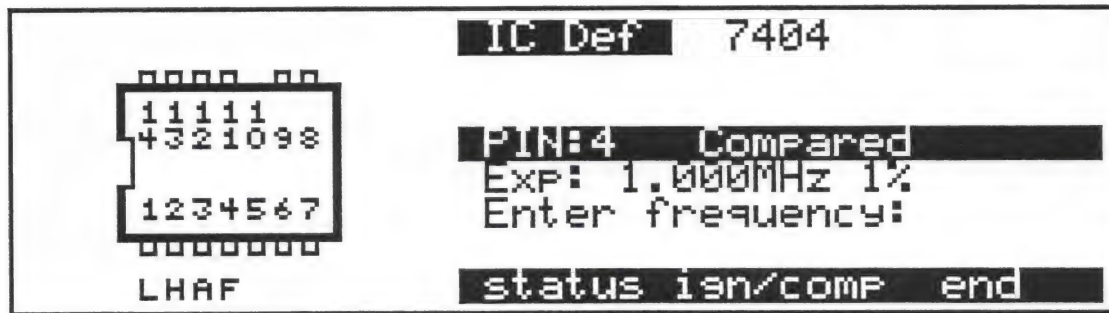 IC Def 7404
11111
4321098
1234567
LHAF
PIN:4 Compared
Exp: 1.000MHz 1%
Enter frequency:
status ign/comp end